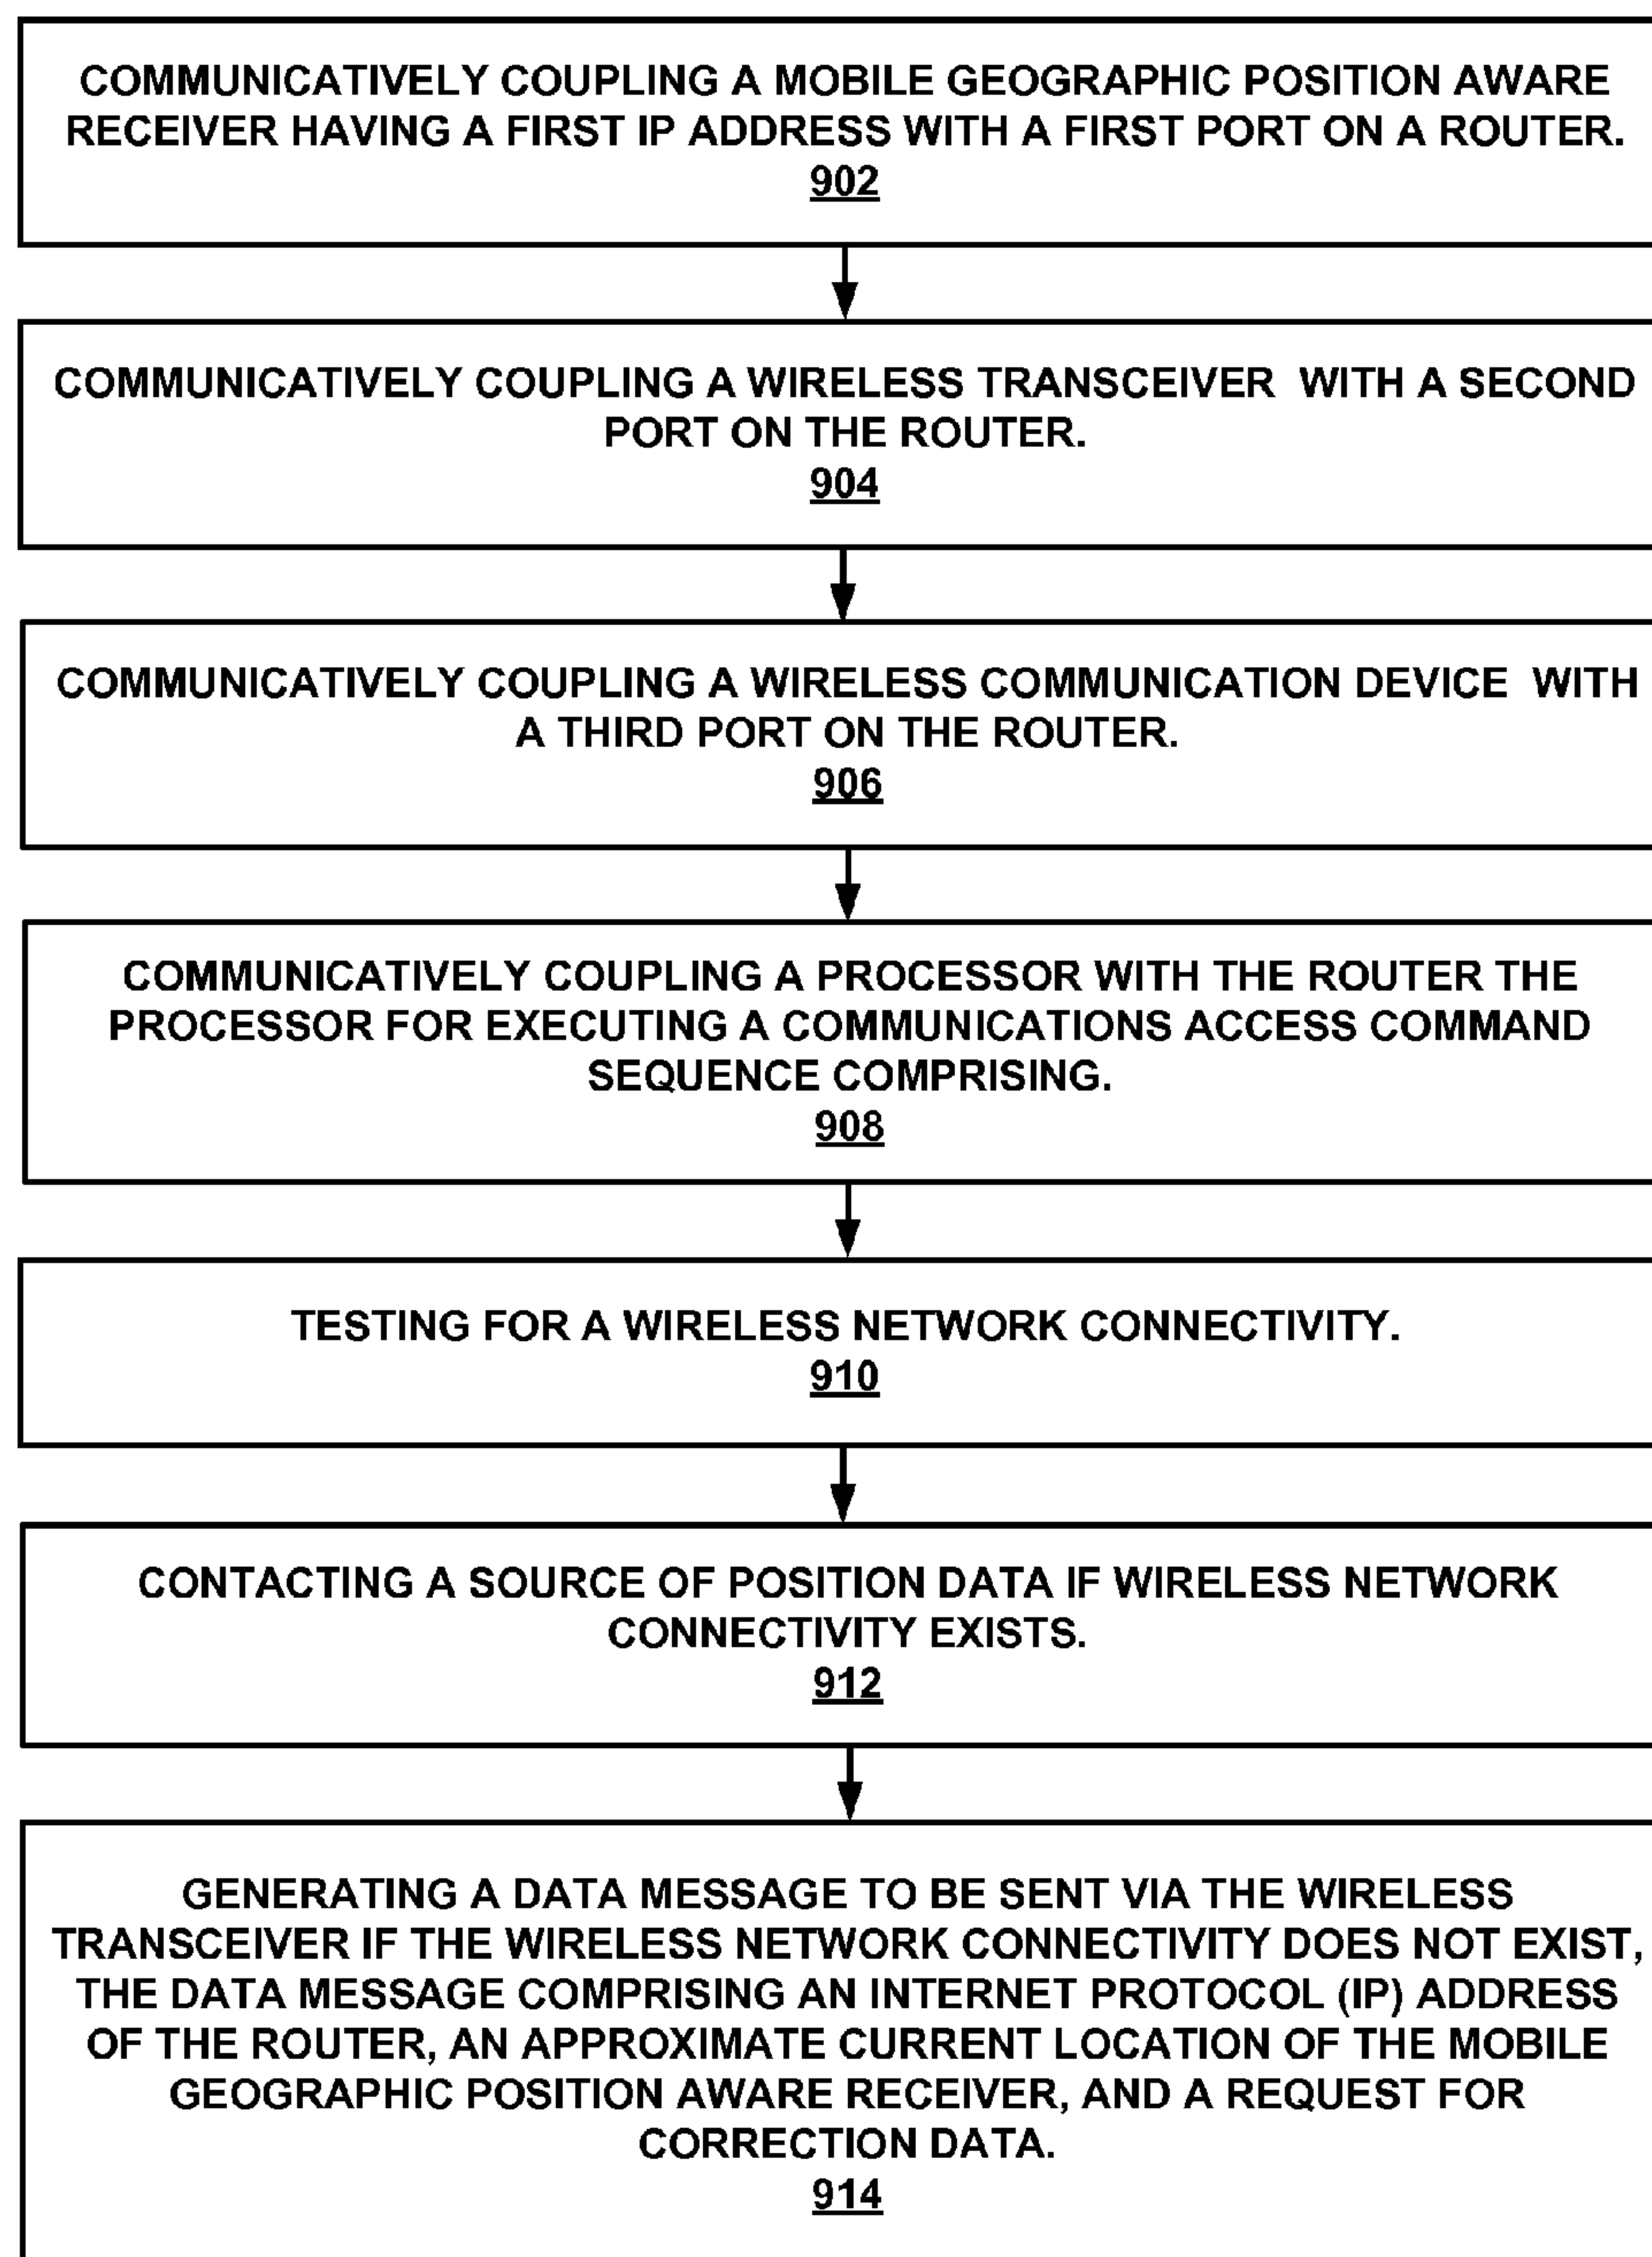 COMMUNICATIVELY COUPLING A MOBILE GEOGRAPHIC POSITION AWARE
RECEIVER HAVING A FIRST IP ADDRESS WITH A FIRST PORT ON A ROUTER.
902
COMMUNICATIVELY COUPLING A WIRELESS TRANSCEIVER WITH A SECOND
PORT ON THE ROUTER.
904
COMMUNICATIVELY COUPLING A WIRELESS COMMUNICATION DEVICE WITH
A THIRD PORT ON THE ROUTER.
906
COMMUNICATIVELY COUPLING A PROCESSOR WITH THE ROUTER THE
PROCESSOR FOR EXECUTING A COMMUNICATIONS ACCESS COMMAND
SEQUENCE COMPRISING.
908
TESTING FOR A WIRELESS NETWORK CONNECTIVITY.
910
CONTACTING A SOURCE OF POSITION DATA IF WIRELESS NETWORK
CONNECTIVITY EXISTS.
912
GENERATING A DATA MESSAGE TO BE SENT VIA THE WIRELESS
TRANSCEIVER IF THE WIRELESS NETWORK CONNECTIVITY DOES NOT EXIST,
THE DATA MESSAGE COMPRISING AN INTERNET PROTOCOL (IP) ADDRESS
OF THE ROUTER, AN APPROXIMATE CURRENT LOCATION OF THE MOBILE
GEOGRAPHIC POSITION AWARE RECEIVER, AND A REQUEST FOR
CORRECTION DATA.
914